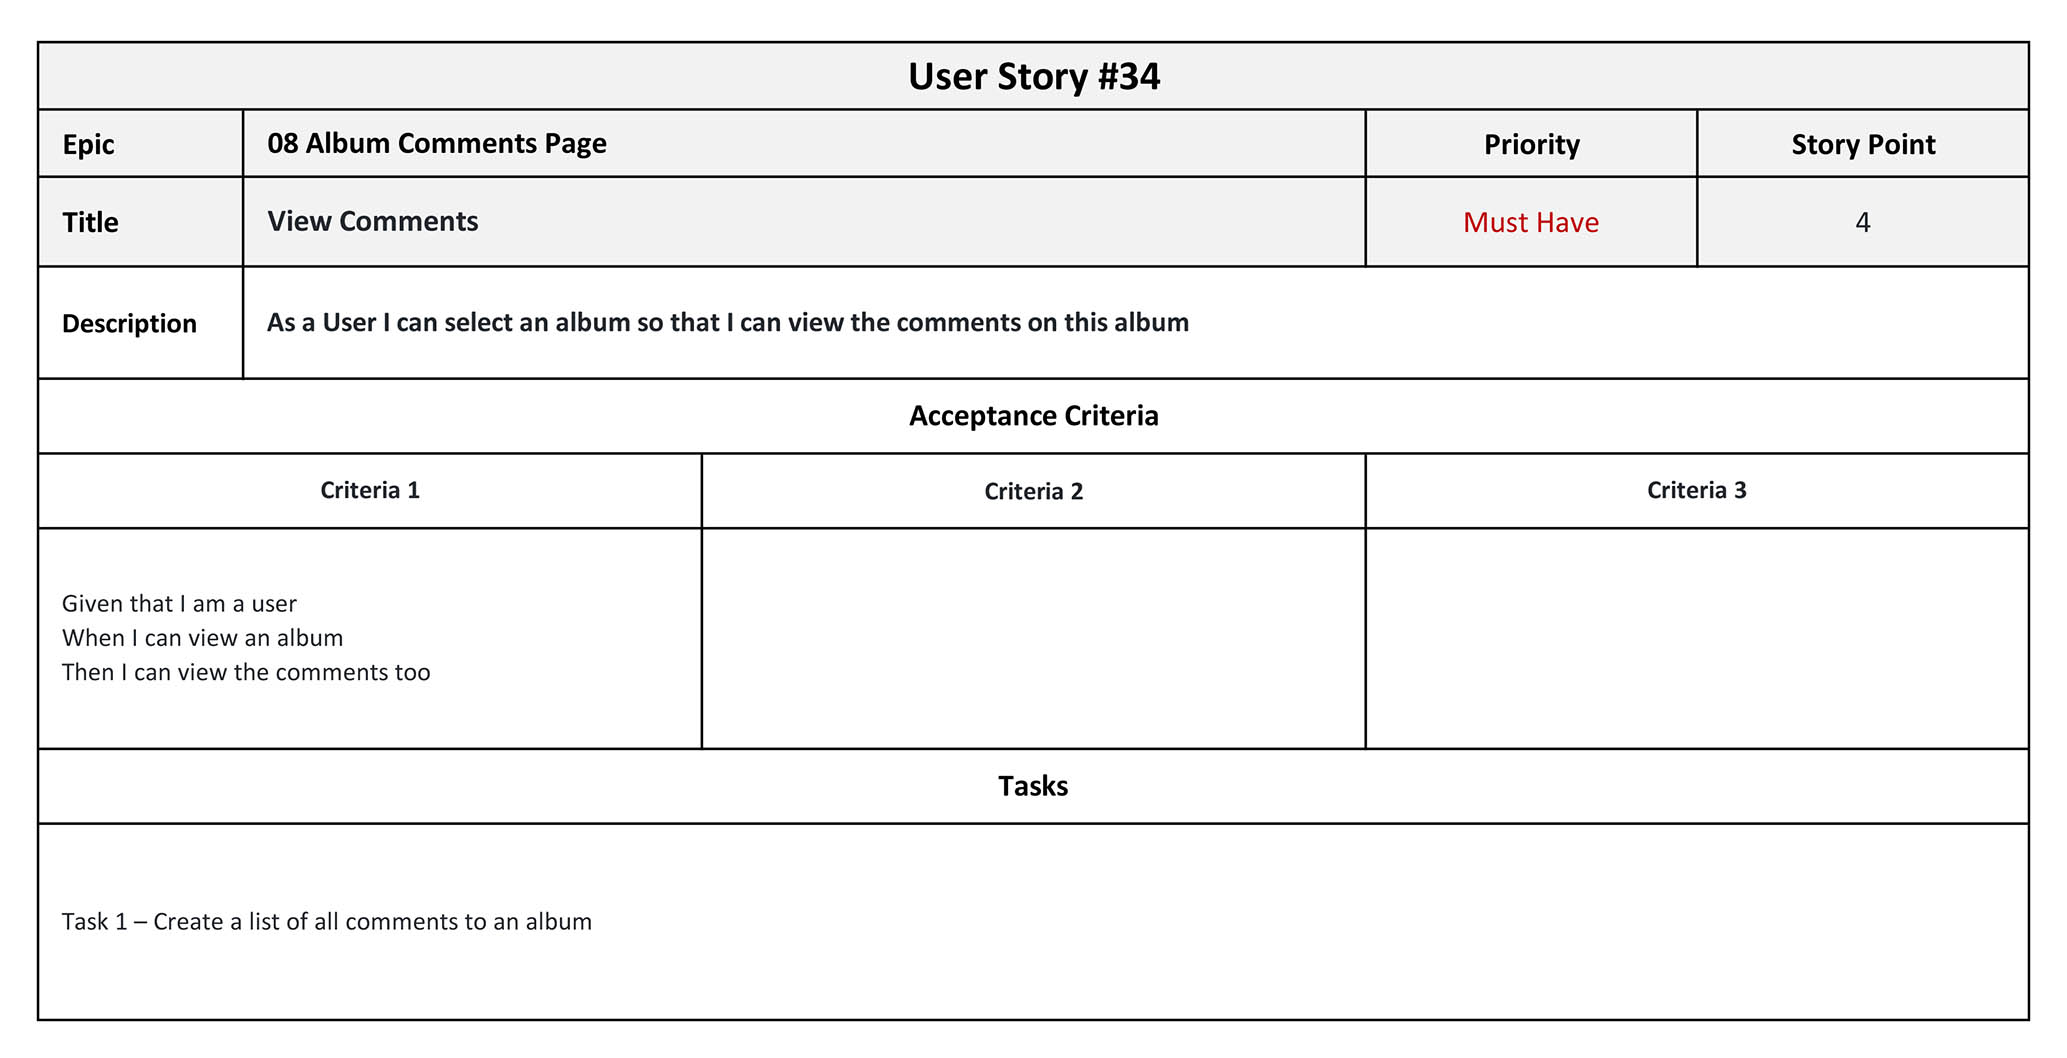 User Story #34
Epic
08 Album Comments Page
Priority
Story Point
Title
View Comments
Must Have
4
Description
As a User I can select an album so that I can view the comments on this album
Acceptance Criteria
Criteria 1
Criteria 2
Criteria 3
Given that I am a user
When I can view an album
Then I can view the comments too
Tasks
Task 1 – Create a list of all comments to an album